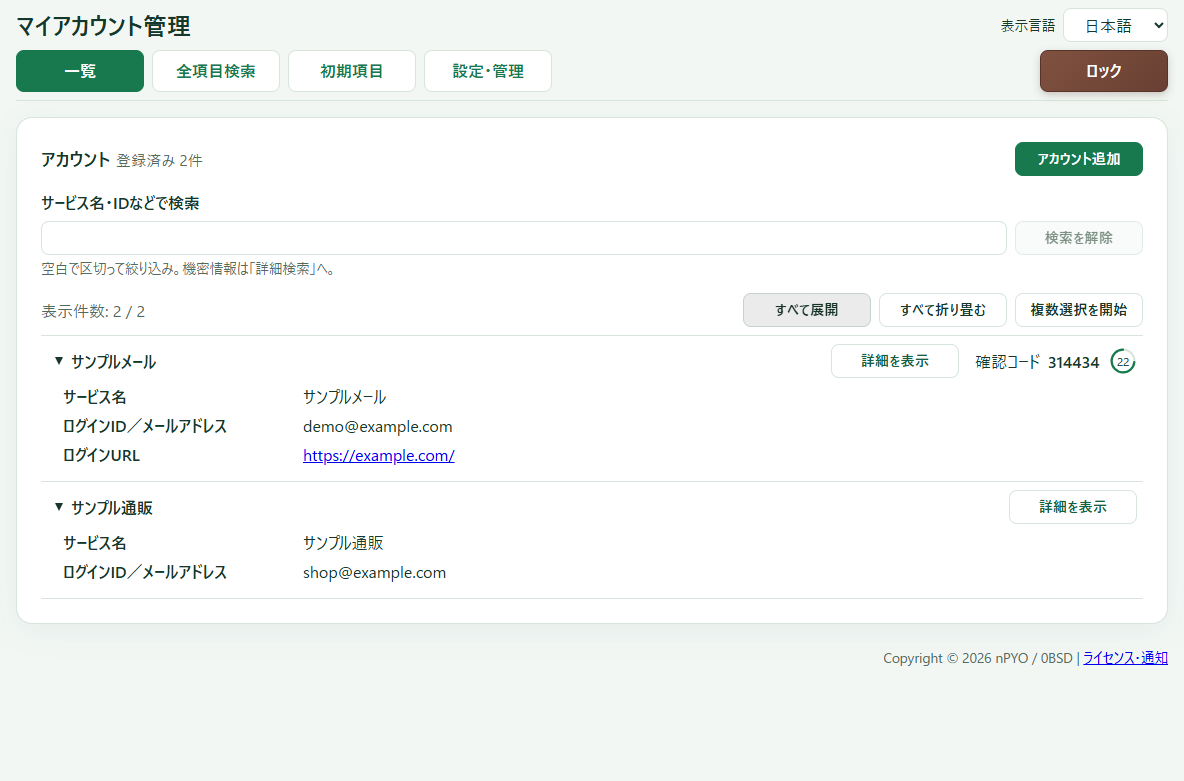 マイアカウント管理
表示言語 日本語
一覧 全項目検索 初期項目 設定・管理 ロック
アカウント 登録済み 2件 アカウント追加
サービス名・IDなどで検索
検索を解除
空白で区切って絞り込み。機密情報は「詳細検索」へ。
表示件数: 2 / 2 すべて展開 すべて折り畳む 複数選択を開始
▼ サンプルメール 詳細を表示 確認コード 314434 22
サービス名 サンプルメール
ログインID／メールアドレス demo@example.com
ログインURL https://example.com/
▼ サンプル通販 詳細を表示
サービス名 サンプル通販
ログインID／メールアドレス shop@example.com
Copyright © 2026 nPYO / 0BSD | ライセンス・通知